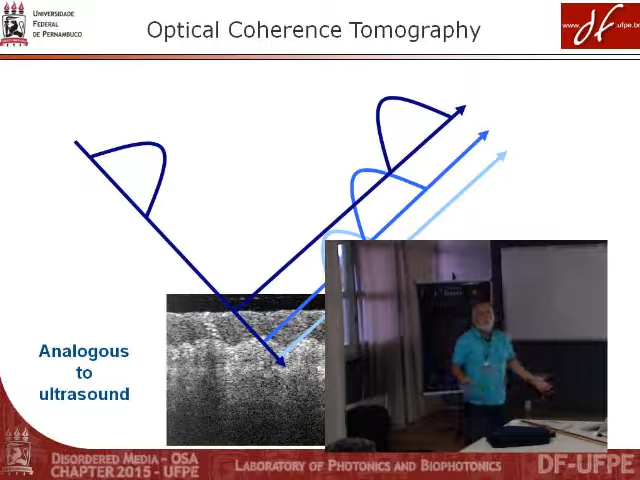 UNIVERSIDADE
FEDERAL
DE PERNAMBUCO
UFPE
Optical Coherence Tomography
www.df.ufpe.br
Analogous
to
ultrasound
DISORDERED MEDIA - OSA
CHAPTER 2015 - UFPE
LABORATORY OF PHOTONICS AND BIOPHOTONICS
DF-UFPE